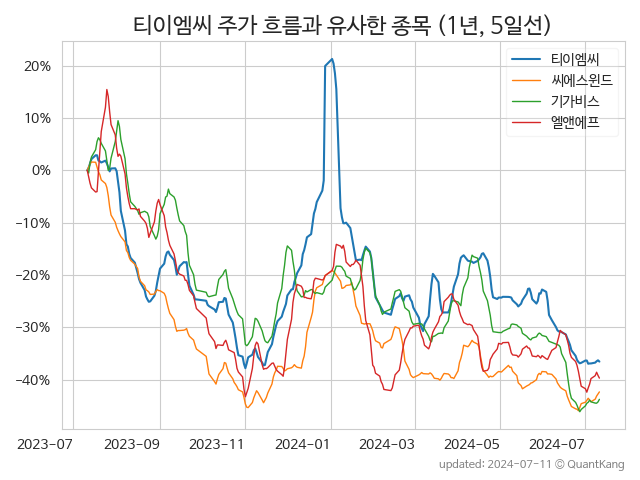 티이엠씨 주가 흐름과 유사한 종목 (1년, 5일선)
티이엠씨
씨에스윈드
기가비스
엘앤에프
20%
10%
0%
−10%
−20%
−30%
−40%
2023-07 2023-09 2023-11 2024-01 2024-03 2024-05 2024-07
updated: 2024-07-11 © QuantKang